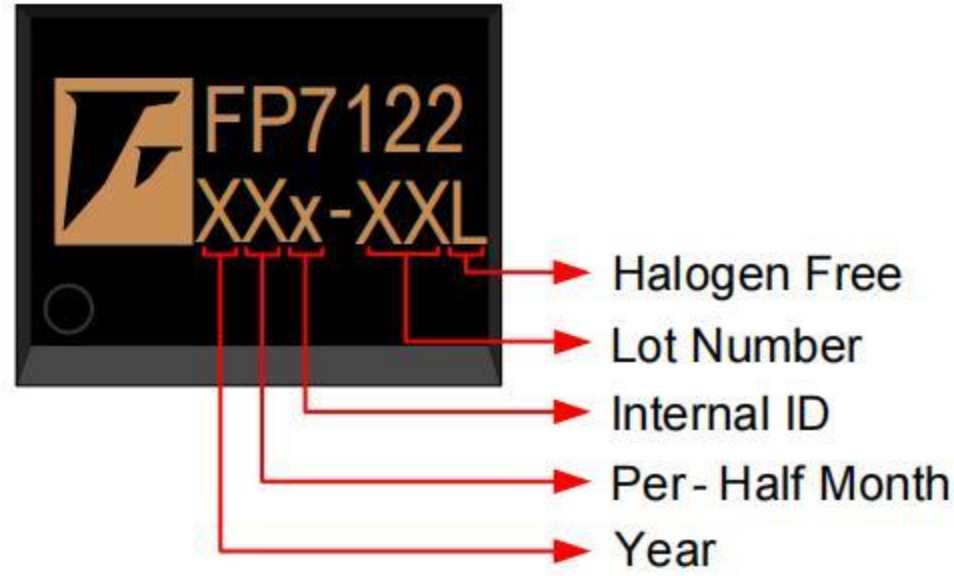 FP7122
XXx-XXL
Halogen Free
Lot Number
Internal ID
Per-Half Month
Year